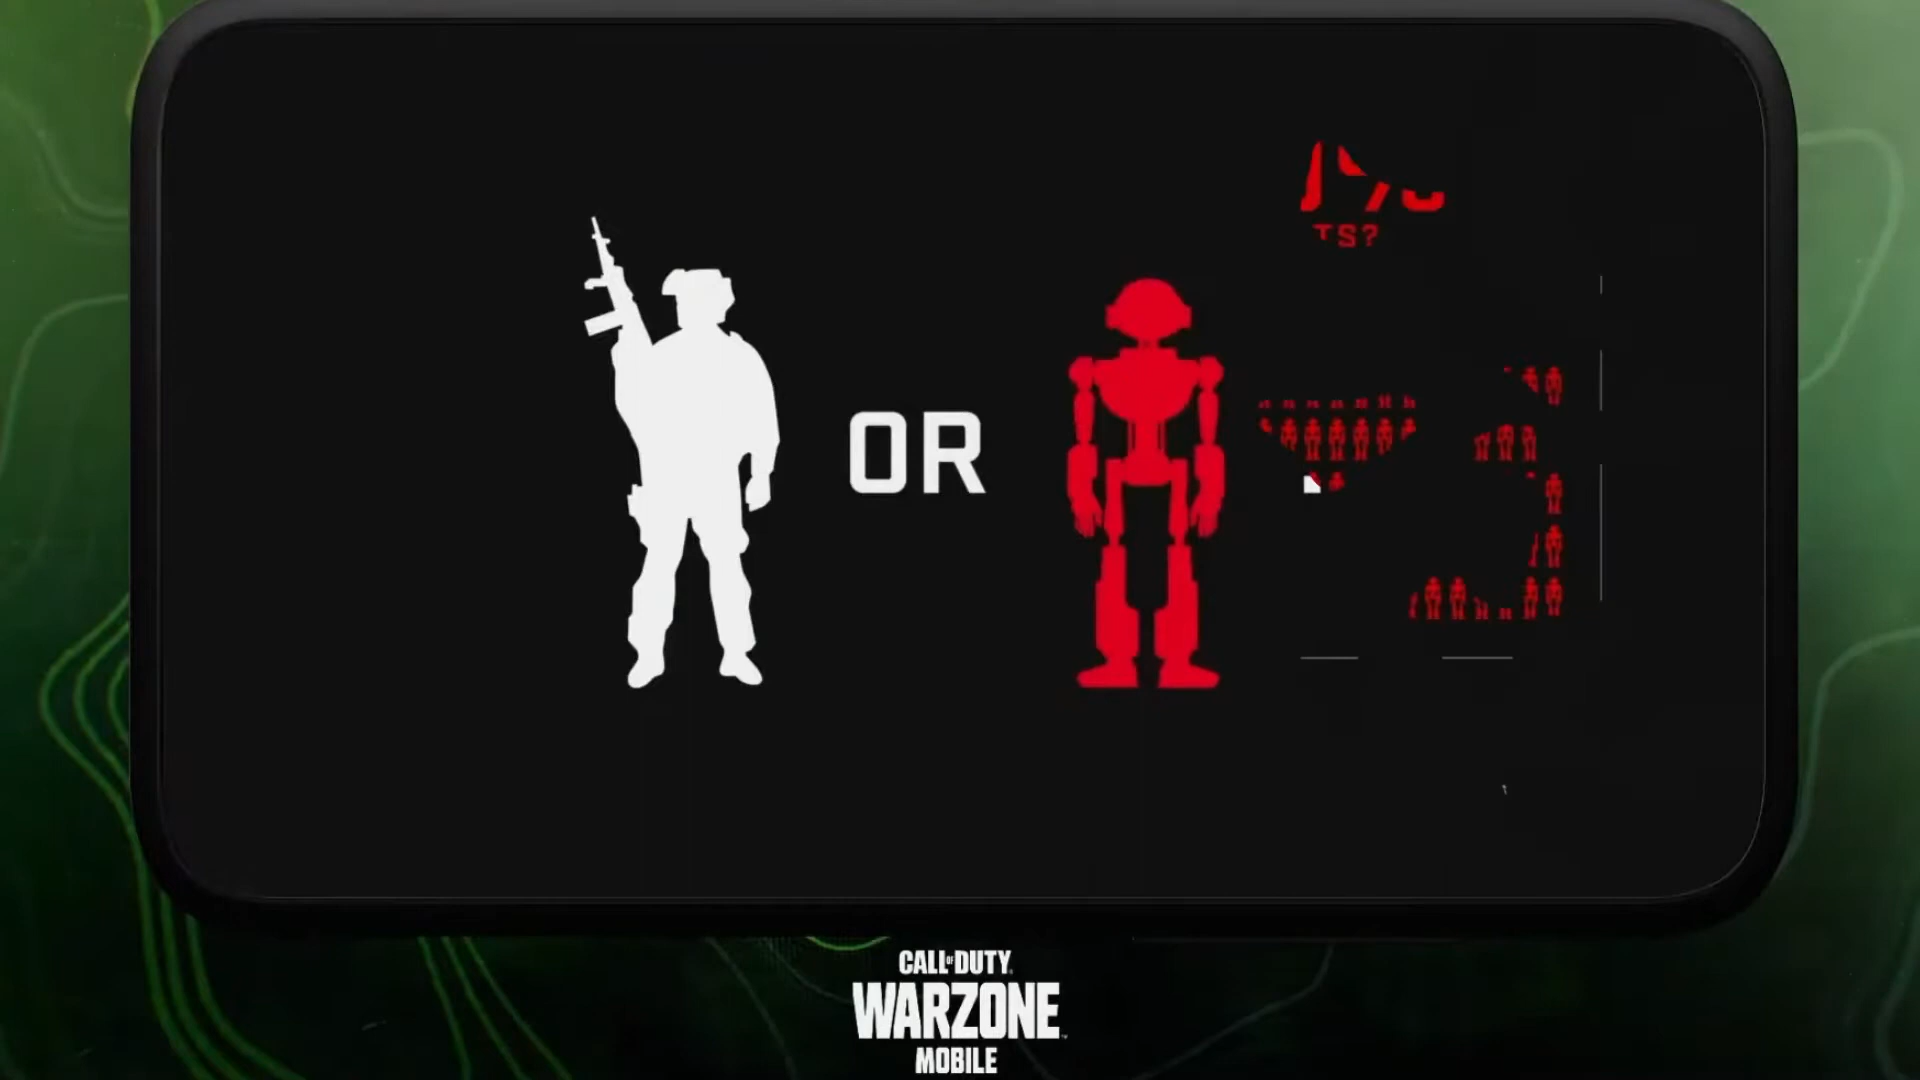 TS?
OR
CALL OF DUTY
WARZONE
MOBILE